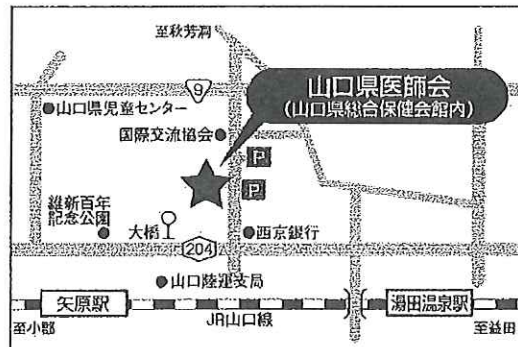 至秋芳洞
9
山口県医師会
(山口県総合保健会館内)
山口県児童センター
国際交流協会
P
P
維新百年
記念公園
大橋
西京銀行
204
山口陸運支局
矢原駅
湯田温泉駅
至小郡
JR山口線
至益田